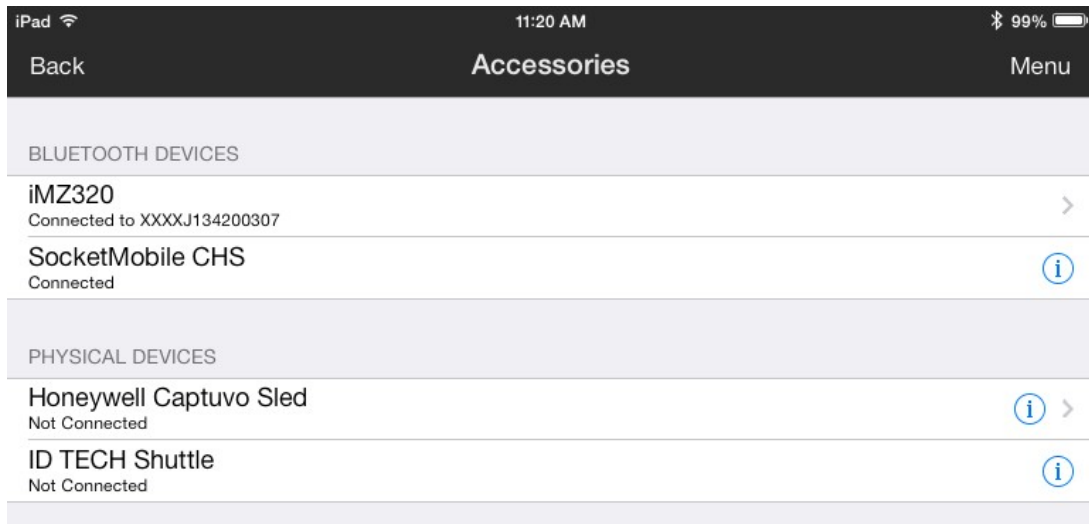 iPad 11:20 AM 99%
Back Accessories Menu
BLUETOOTH DEVICES
iMZ320
Connected to XXXXJ134200307
SocketMobile CHS
Connected
PHYSICAL DEVICES
Honeywell Captuvo Sled
Not Connected
ID TECH Shuttle
Not Connected